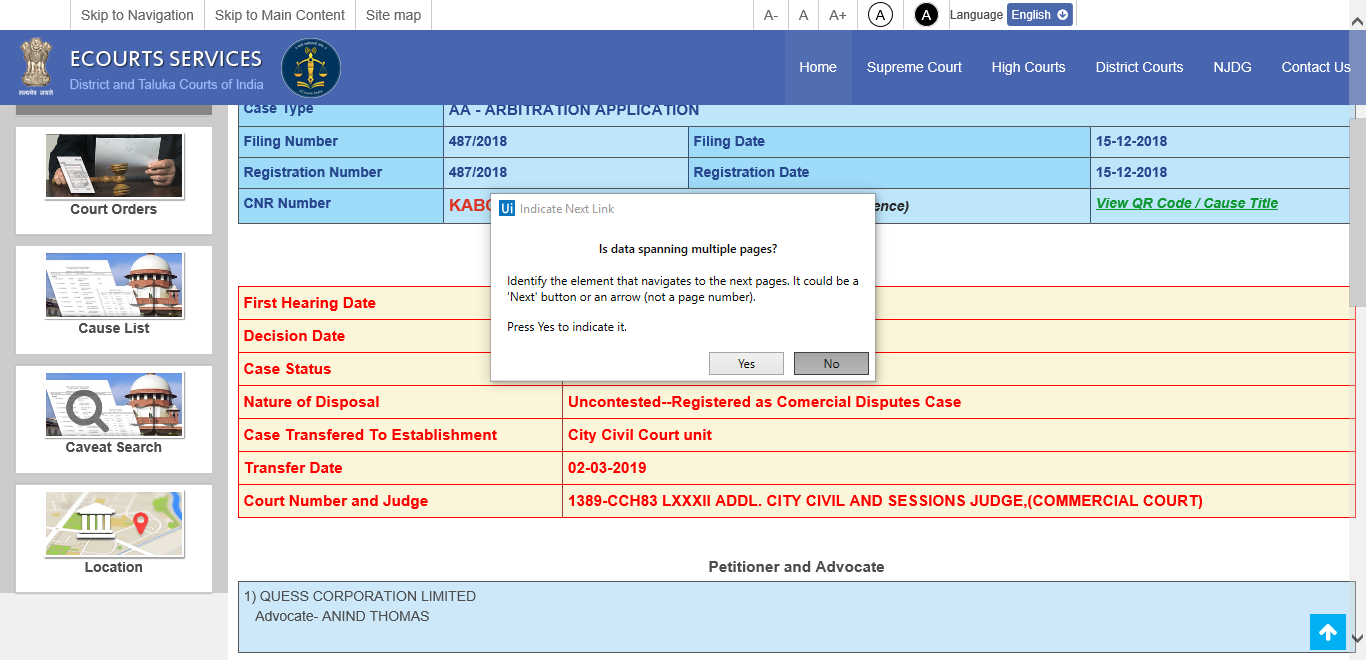 Skip to Navigation Skip to Main Content Site map A- A A+ A A Language English
ECOURTS SERVICES
District and Taluka Courts of India
Home Supreme Court High Courts District Courts NJDG Contact Us
Case Type AA - ARBITRATION APPLICATION
Filing Number 487/2018 Filing Date 15-12-2018
Registration Number 487/2018 Registration Date 15-12-2018
CNR Number KABC ence) View QR Code / Cause Title
Court Orders
Cause List
Caveat Search
Location
Ui Indicate Next Link
Is data spanning multiple pages?
Identify the element that navigates to the next pages. It could be a
'Next' button or an arrow (not a page number).
Press Yes to indicate it.
Yes No
First Hearing Date
Decision Date
Case Status
Nature of Disposal Uncontested--Registered as Comercial Disputes Case
Case Transfered To Establishment City Civil Court unit
Transfer Date 02-03-2019
Court Number and Judge 1389-CCH83 LXXXII ADDL. CITY CIVIL AND SESSIONS JUDGE,(COMMERCIAL COURT)
Petitioner and Advocate
1) QUESS CORPORATION LIMITED
Advocate- ANIND THOMAS